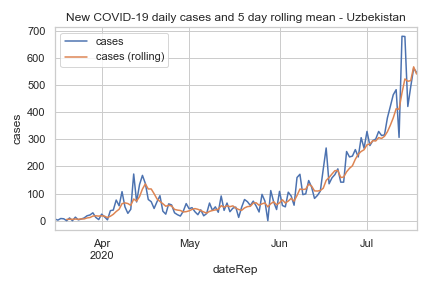 New COVID-19 daily cases and 5 day rolling mean - Uzbekistan
cases
cases (rolling)
700
600
500
400
300
200
100
0
cases
Apr
2020
May
Jun
Jul
dateRep